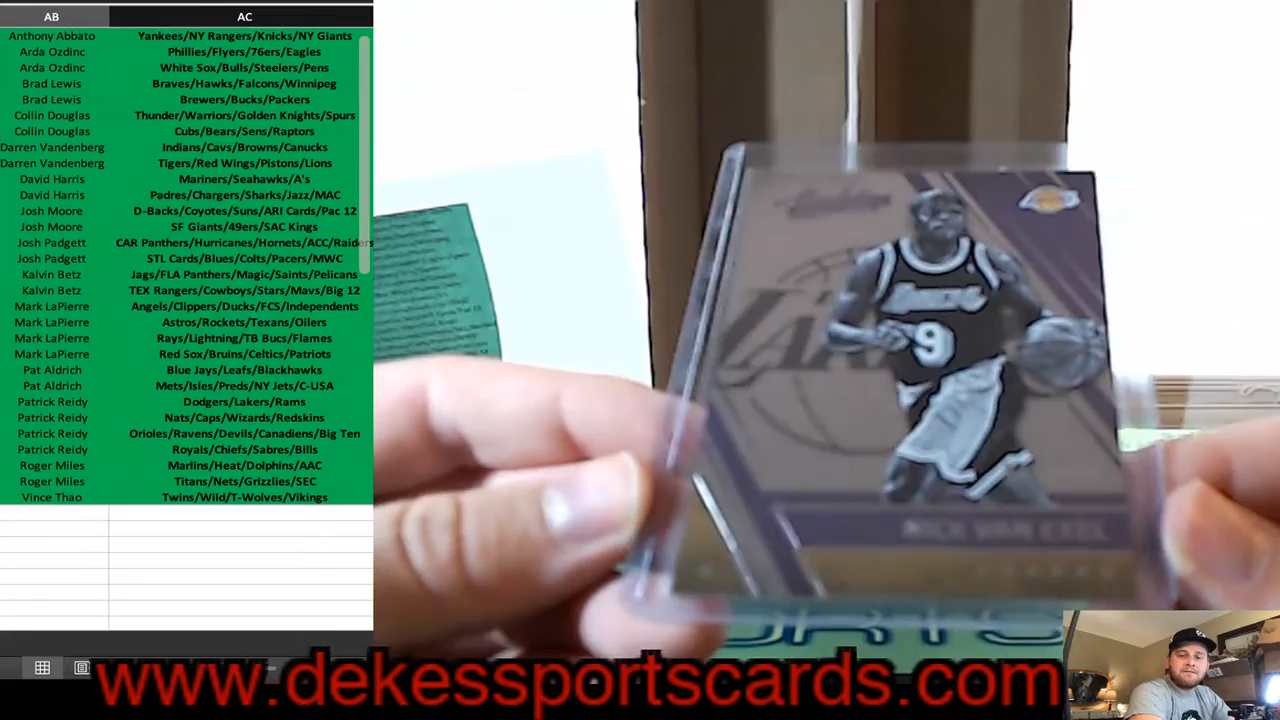 AB AC
Anthony Abbato Yankees/NY Rangers/Knicks/NY Giants
Arda Ozdinc Phillies/Flyers/76ers/Eagles
Arda Ozdinc White Sox/Bulls/Steelers/Pens
Brad Lewis Braves/Hawks/Falcons/Winnipeg
Brad Lewis Brewers/Bucks/Packers
Collin Douglas Thunder/Warriors/Golden Knights/Spurs
Collin Douglas Cubs/Bears/Sens/Raptors
Darren Vandenberg Indians/Cavs/Browns/Canucks
Darren Vandenberg Tigers/Red Wings/Pistons/Lions
David Harris Mariners/Seahawks/A's
David Harris Padres/Chargers/Sharks/Jazz/MAC
Josh Moore D-Backs/Coyotes/Suns/ARI Cards/Pac 12
Josh Moore SF Giants/49ers/SAC Kings
Josh Padgett CAR Panthers/Hurricanes/Hornets/ACC/Raiders
Josh Padgett STL Cards/Blues/Colts/Pacers/MWC
Kalvin Betz Jags/FLA Panthers/Magic/Saints/Pelicans
Kalvin Betz TEX Rangers/Cowboys/Stars/Mavs/Big 12
Mark LaPierre Angels/Clippers/Ducks/FCS/Independents
Mark LaPierre Astros/Rockets/Texans/Oilers
Mark LaPierre Rays/Lightning/TB Bucs/Flames
Mark LaPierre Red Sox/Bruins/Celtics/Patriots
Pat Aldrich Blue Jays/Leafs/Blackhawks
Pat Aldrich Mets/Isles/Preds/NY Jets/C-USA
Patrick Reidy Dodgers/Lakers/Rams
Patrick Reidy Nats/Caps/Wizards/Redskins
Patrick Reidy Orioles/Ravens/Devils/Canadiens/Big Ten
Patrick Reidy Royals/Chiefs/Sabres/Bills
Roger Miles Marlins/Heat/Dolphins/AAC
Roger Miles Titans/Nets/Grizzlies/SEC
Vince Thao Twins/Wild/T-Wolves/Vikings
9
NICK VAN EXEL
www.dekessportscards.com